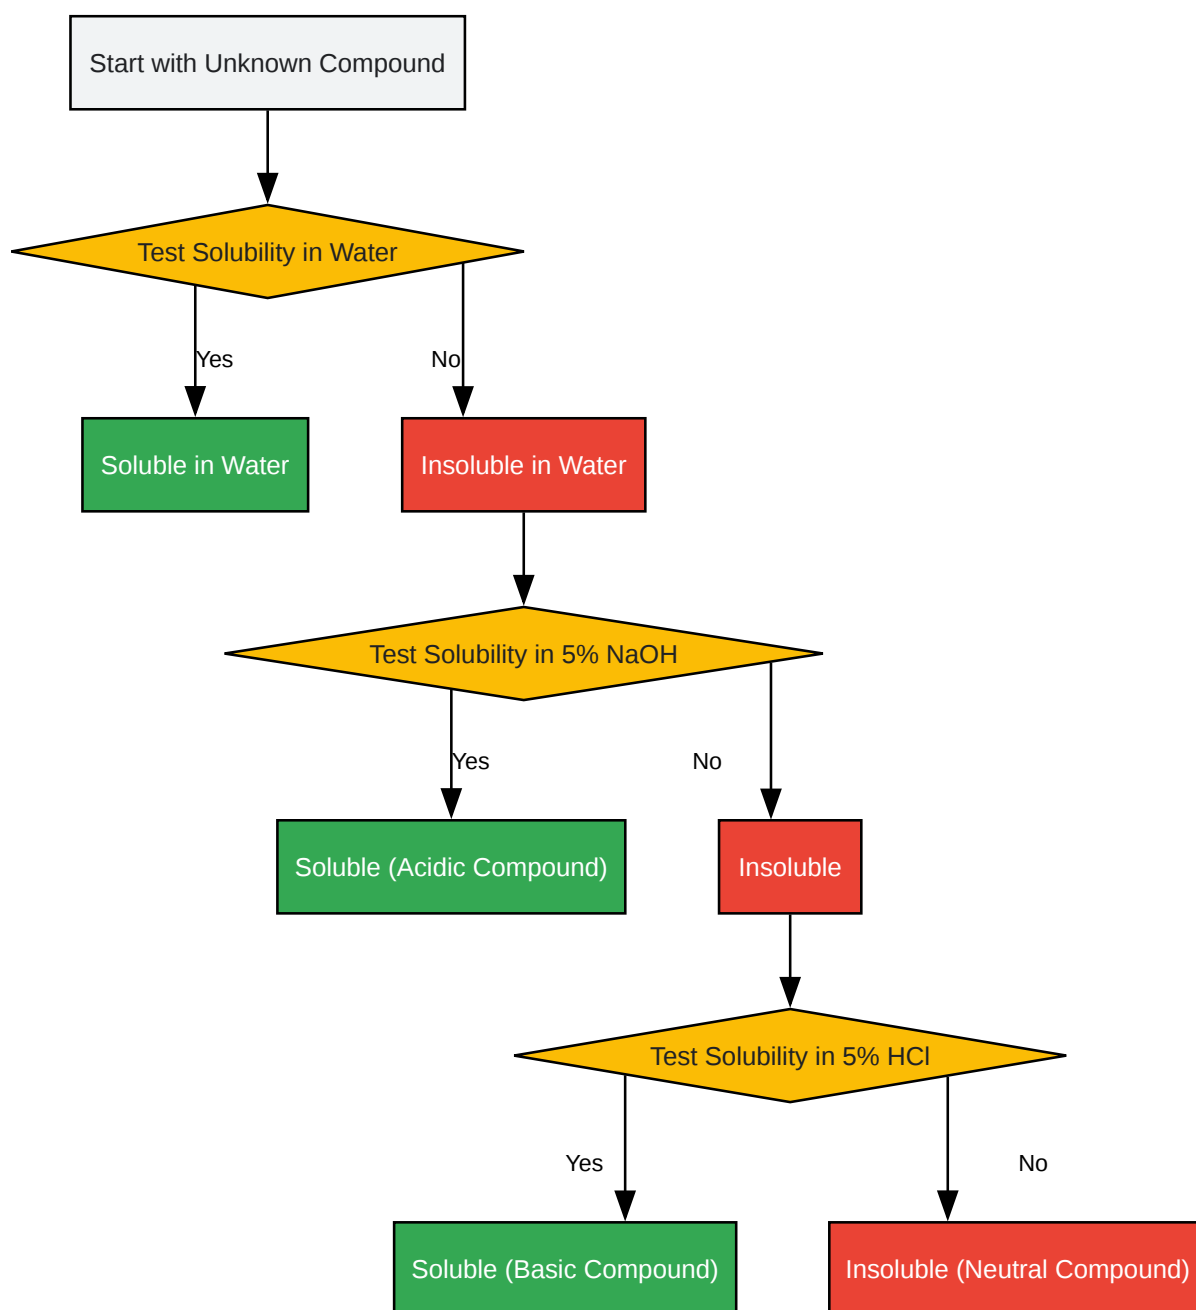 Start with Unknown Compound
Test Solubility in Water
Yes
No
Soluble in Water
Insoluble in Water
Test Solubility in 5% NaOH
Yes
No
Soluble (Acidic Compound)
Insoluble
Test Solubility in 5% HCl
Yes
No
Soluble (Basic Compound)
Insoluble (Neutral Compound)